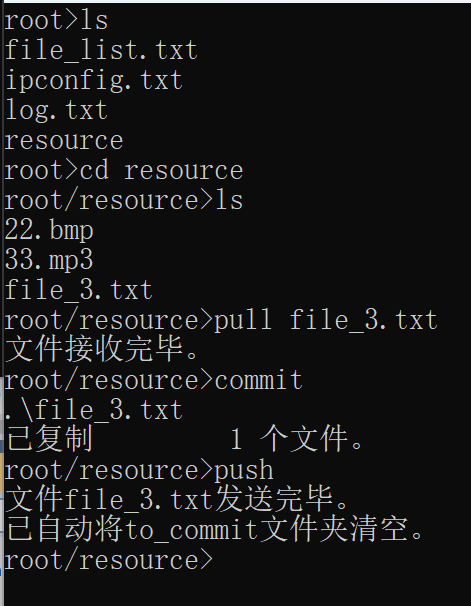 root>ls
file_list.txt
ipconfig.txt
log.txt
resource
root>cd resource
root/resource>ls
22.bmp
33.mp3
file_3.txt
root/resource>pull file_3.txt
文件接收完毕。
root/resource>commit
.\file_3.txt
已复制         1 个文件。
root/resource>push
文件file_3.txt发送完毕。
已自动将to_commit文件夹清空。
root/resource>